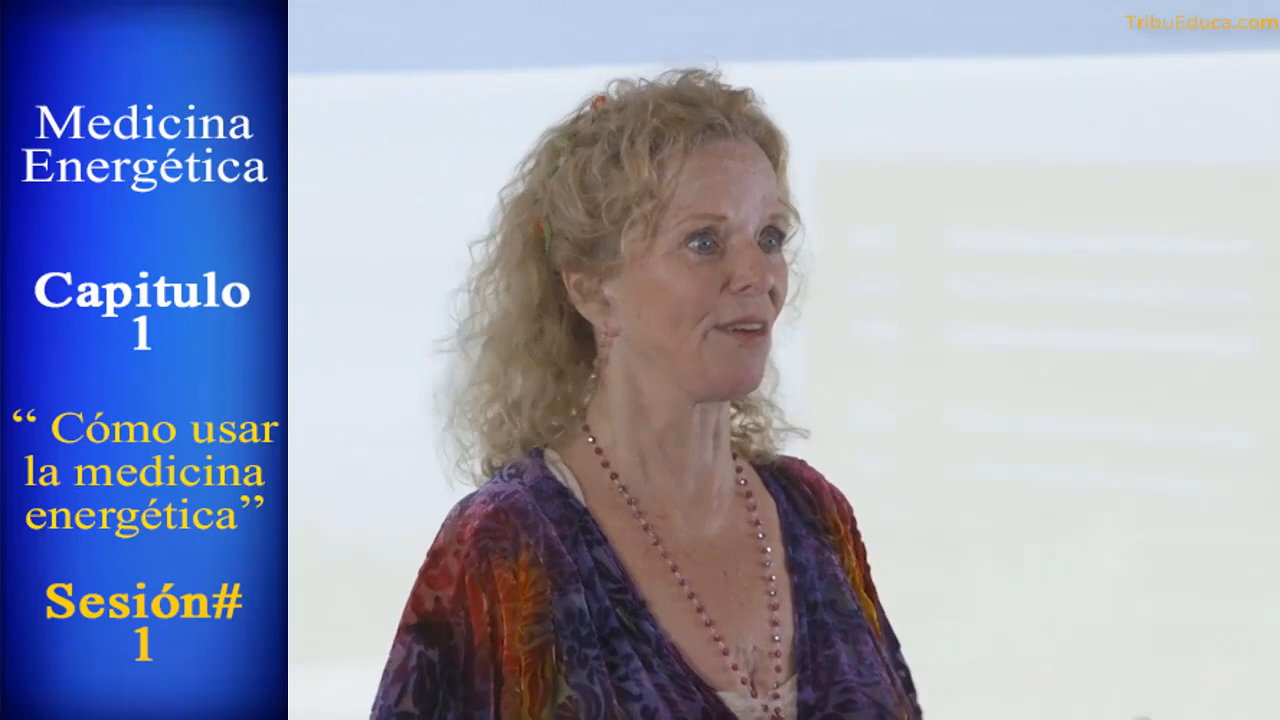 TribuEduca.com
Medicina
Energética
Capitulo
1
“ Cómo usar
la medicina
energética”
Sesión#
1